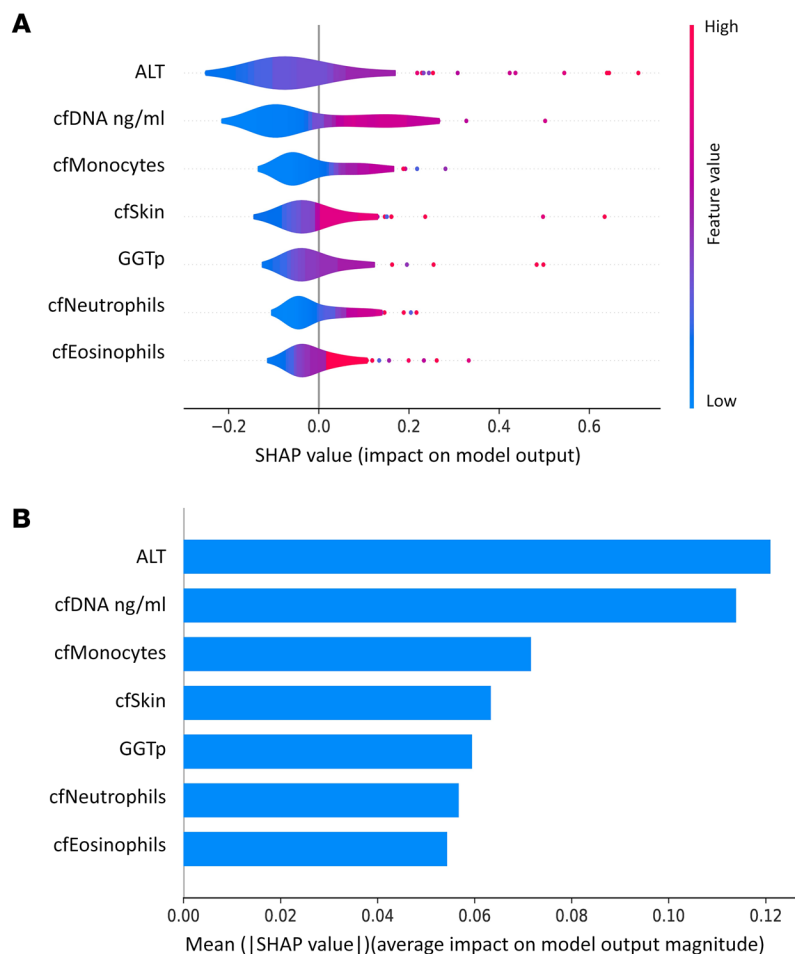 A
High
ALT
cfDNA ng/ml
cfMonocytes
cfSkin
GGTp
cfNeutrophils
cfEosinophils
Feature value
Low
−0.2 0.0 0.2 0.4 0.6
SHAP value (impact on model output)
B
ALT
cfDNA ng/ml
cfMonocytes
cfSkin
GGTp
cfNeutrophils
cfEosinophils
0.00 0.02 0.04 0.06 0.08 0.10 0.12
Mean (|SHAP value|)(average impact on model output magnitude)